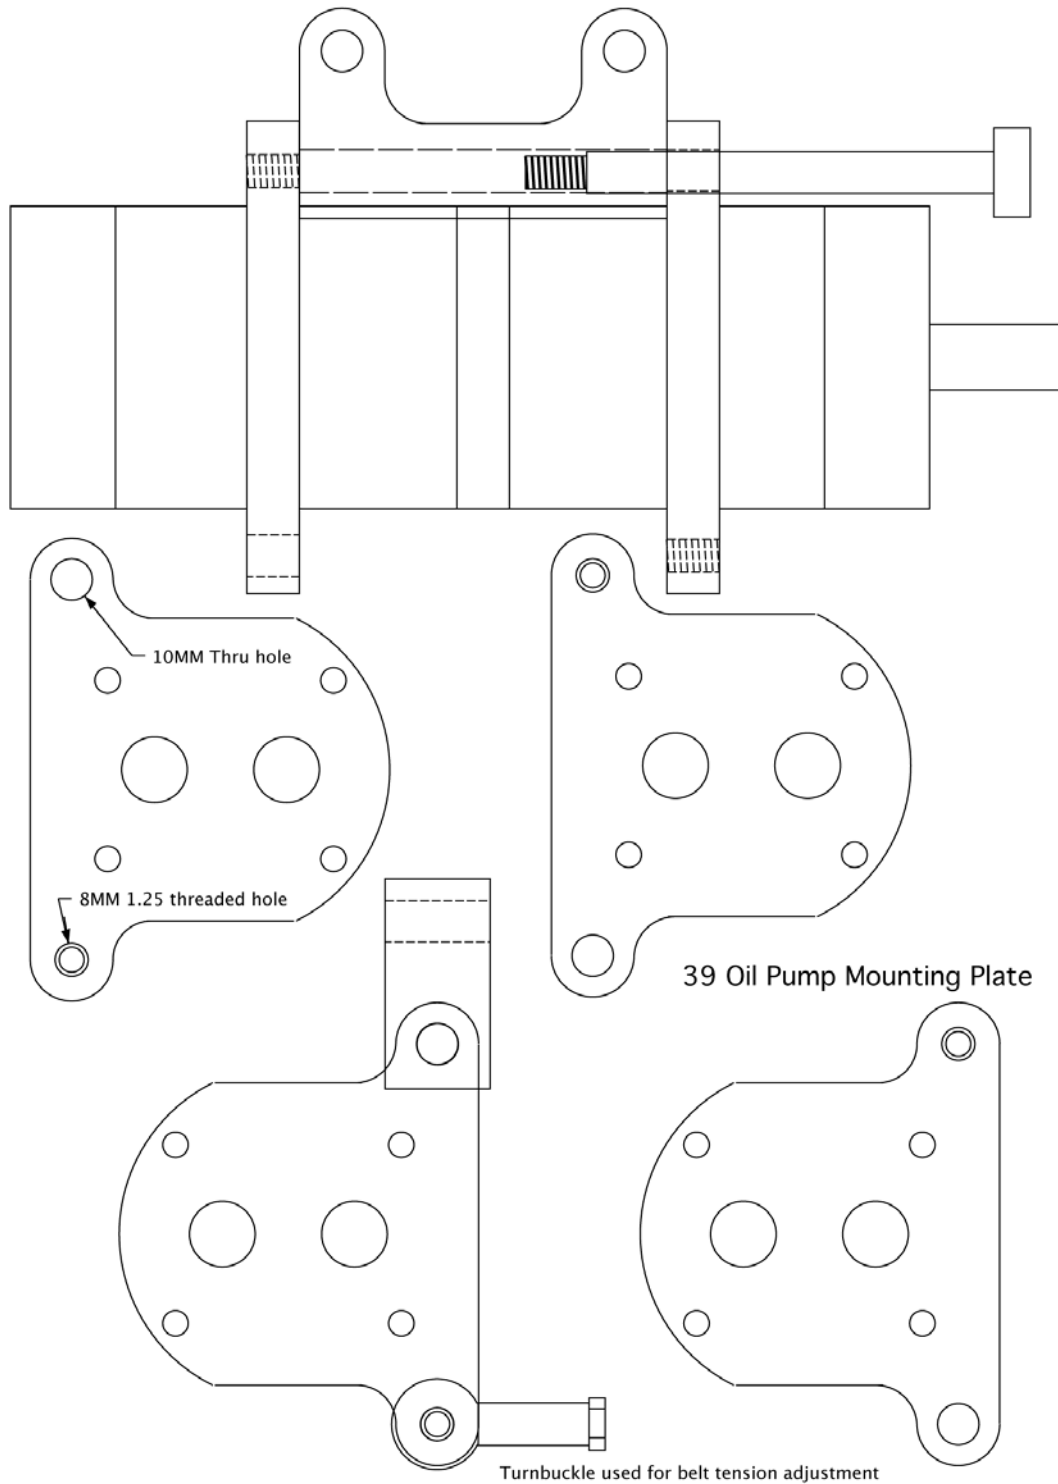 10MM Thru hole
8MM 1.25 threaded hole
39 Oil Pump Mounting Plate
Turnbuckle used for belt tension adjustment